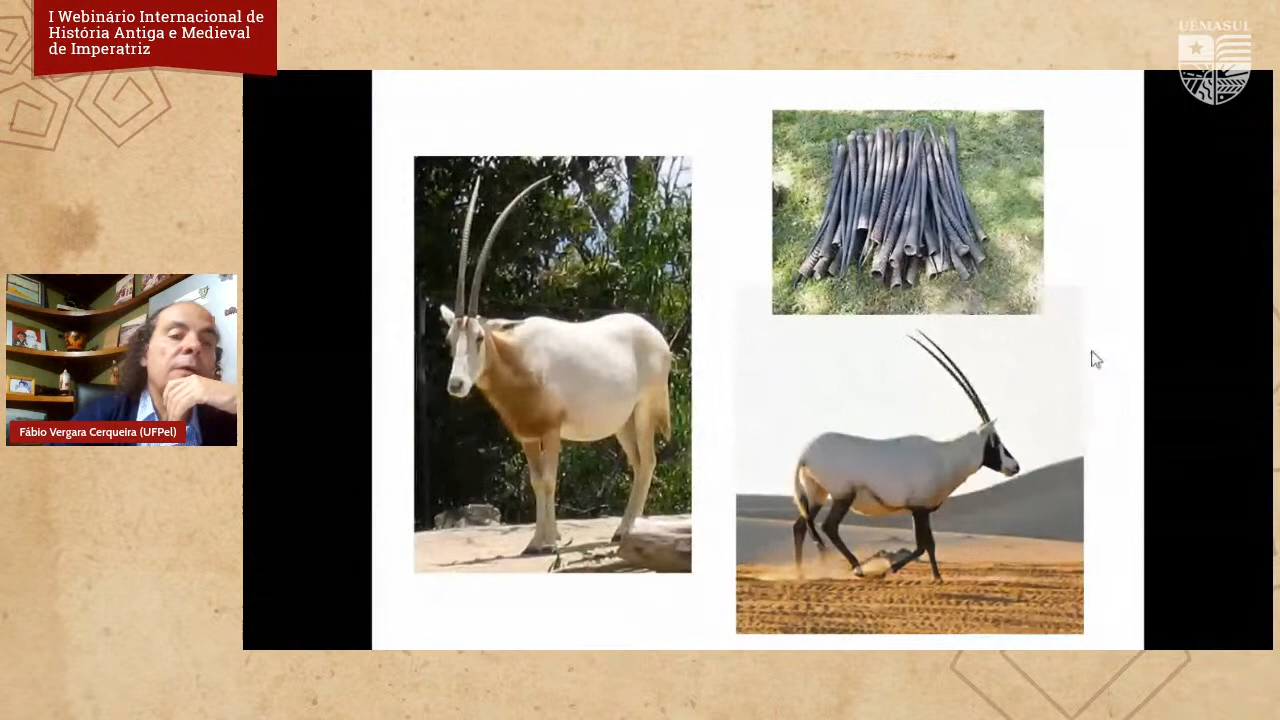 I Webinário Internacional de
História Antiga e Medieval
de Imperatriz
UEMASUL
Fábio Vergara Cerqueira (UFPel)